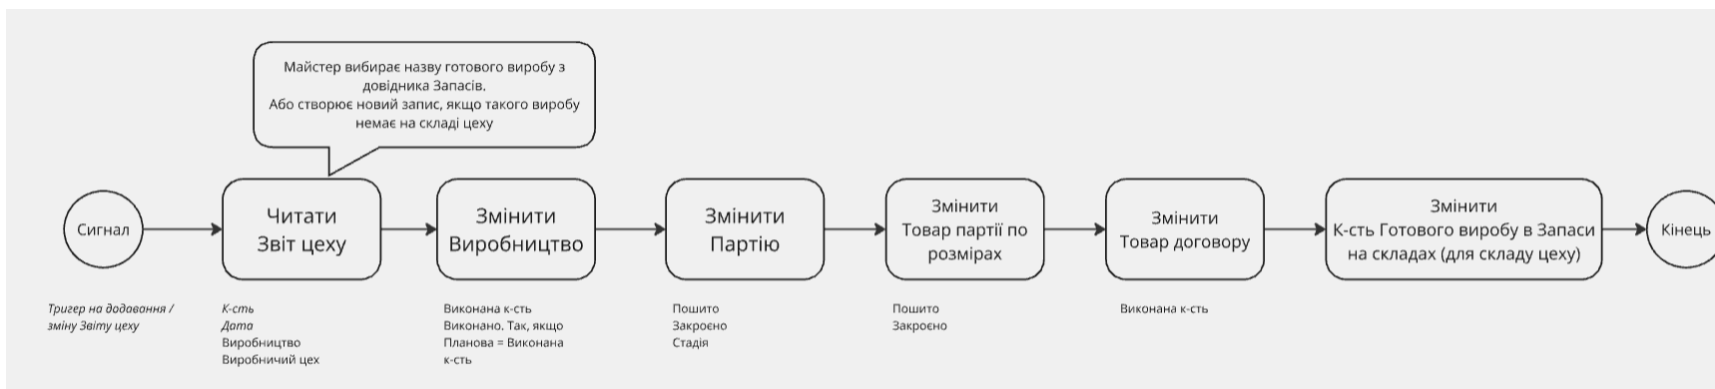 Майстер вибирає назву готового виробу з
довідника Запасів.
Або створює новий запис, якщо такого виробу
немає на складі цеху
Сигнал
Читати
Звіт цеху
Змінити
Виробництво
Змінити
Партію
Змінити
Товар партії по
розмірах
Змінити
Товар договору
Змінити
К-сть Готового виробу в Запаси
на складах (для складу цеху)
Кінець
Тригер на додавання /
зміну Звіту цеху
К-сть
Дата
Виробництво
Виробничий цех
Виконана к-сть
Виконано. Так, якщо
Планова = Виконана
к-сть
Пошито
Закроєно
Стадія
Пошито
Закроєно
Виконана к-сть